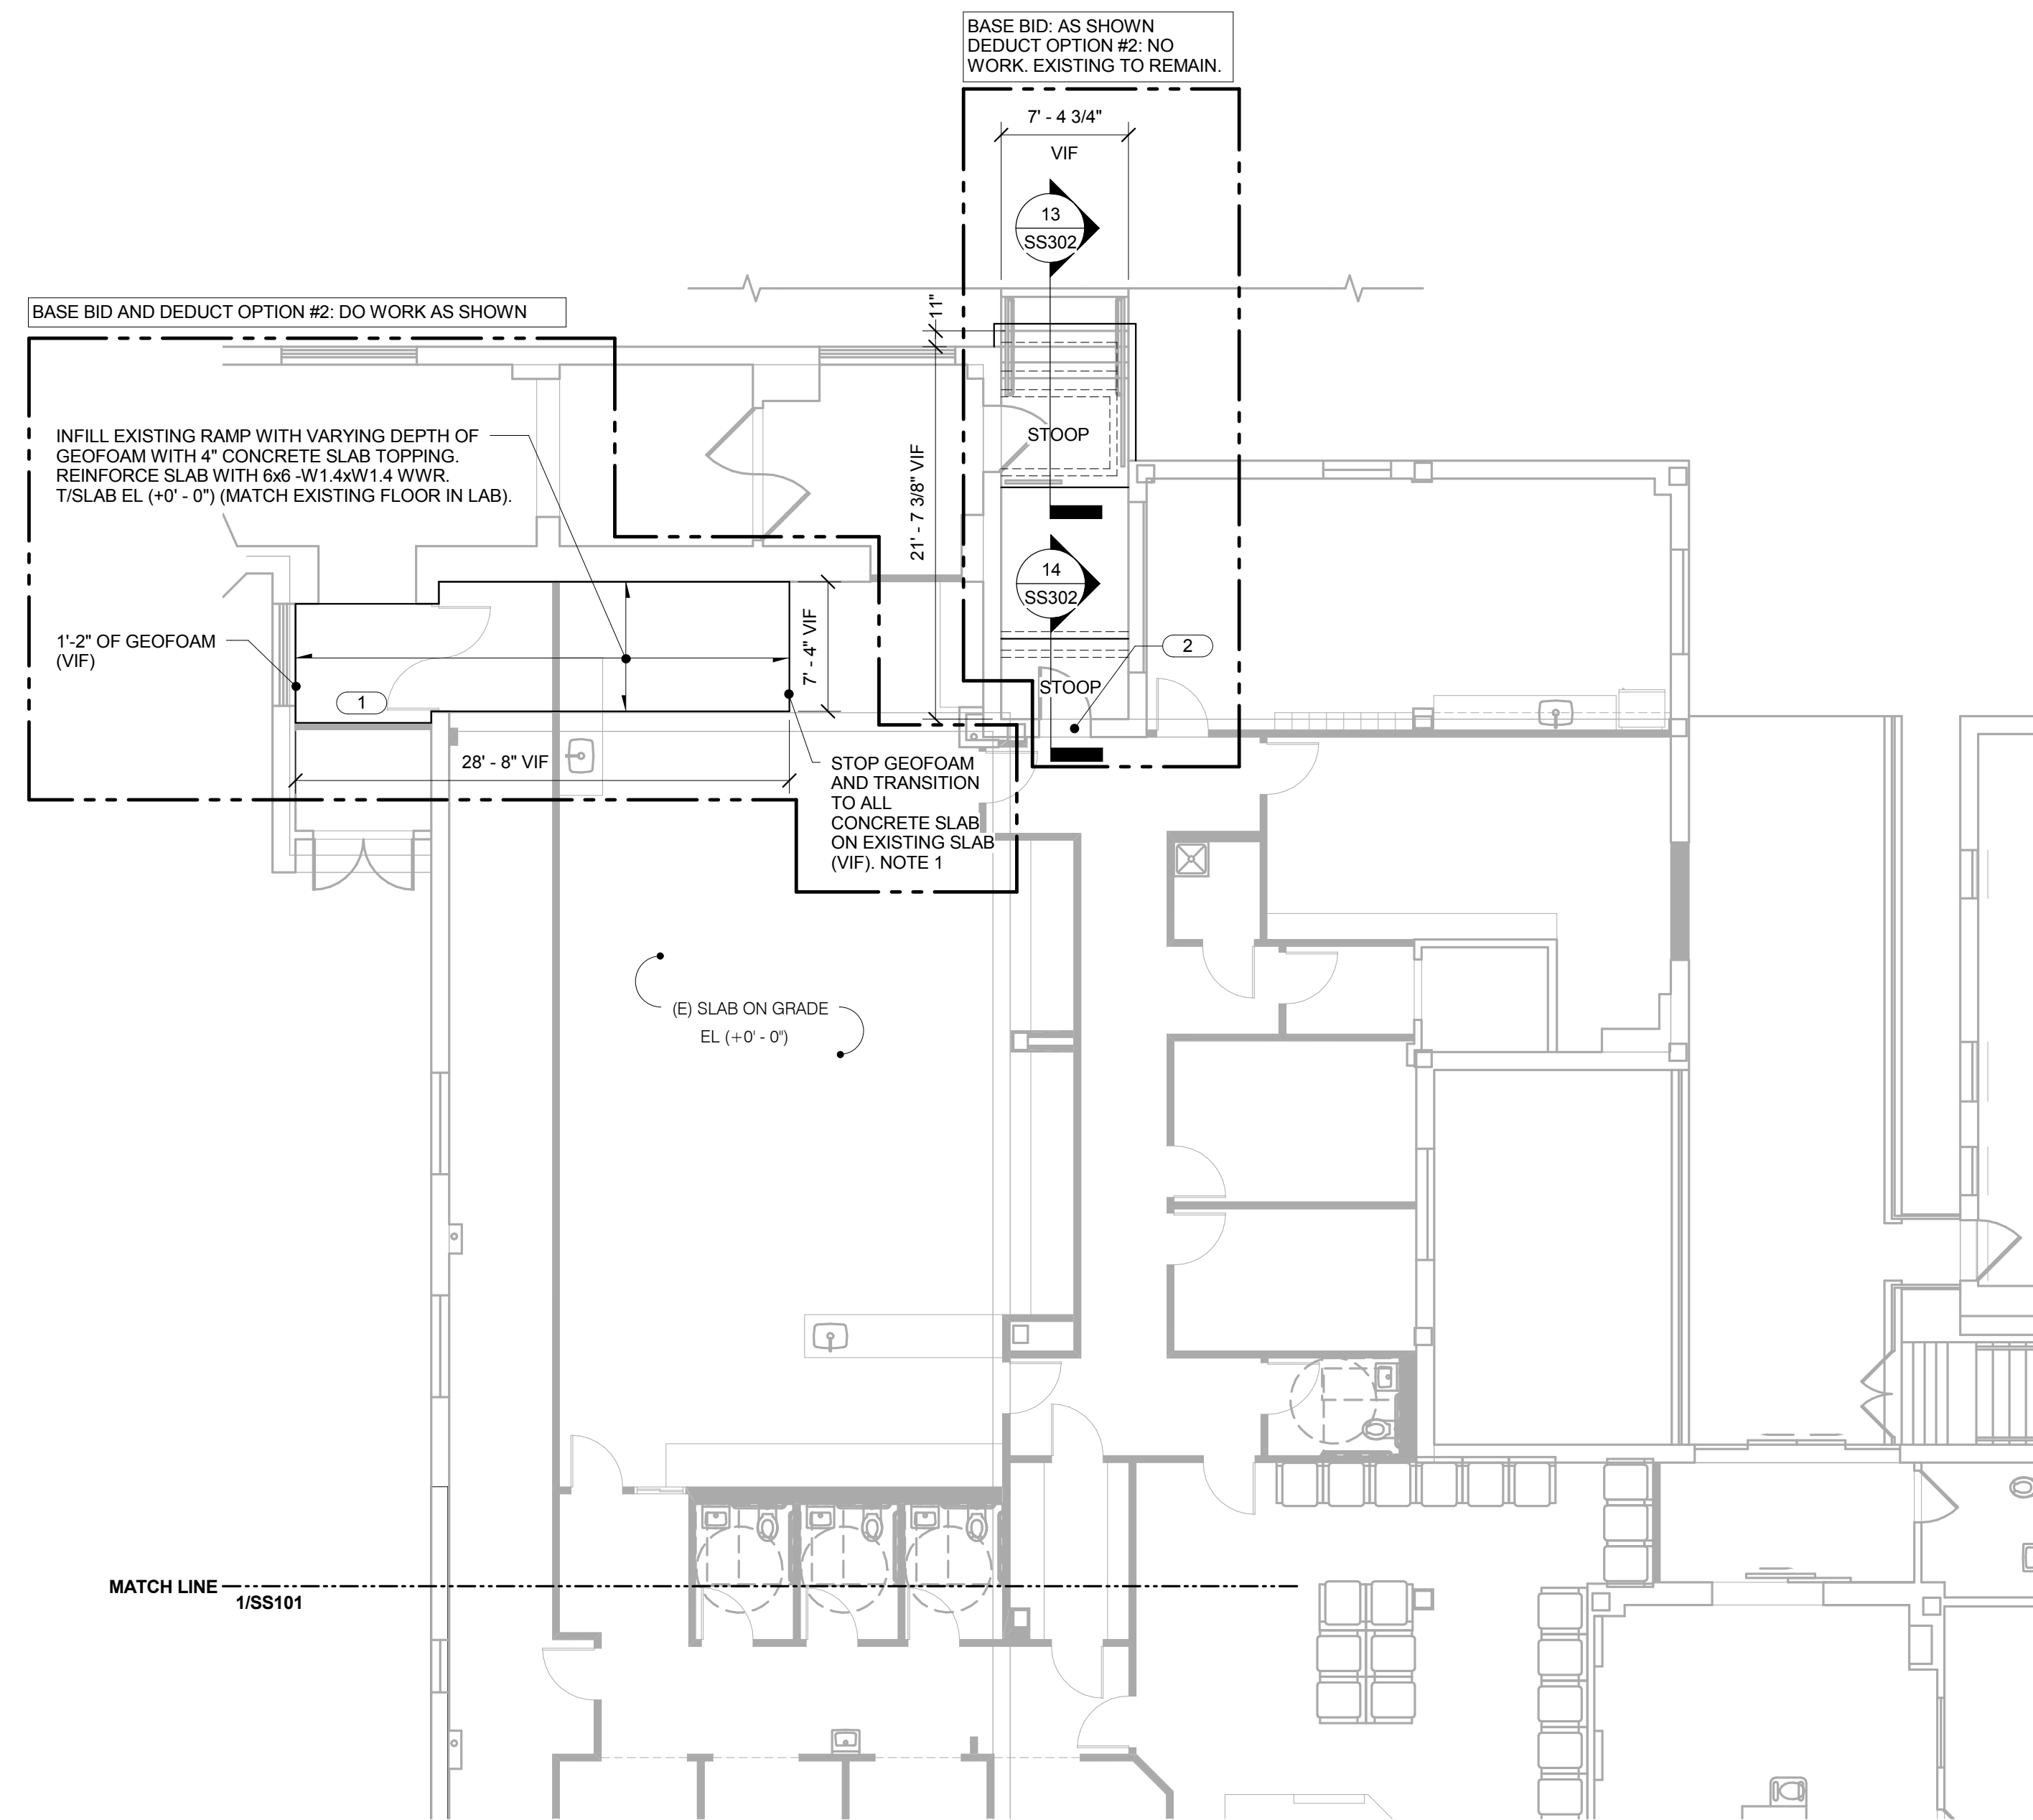 BASE BID: AS SHOWN
DEDUCT OPTION #2: NO
WORK. EXISTING TO REMAIN.
7' - 4 3/4"
VIF
13
SS302
BASE BID AND DEDUCT OPTION #2: DO WORK AS SHOWN
11"
INFILL EXISTING RAMP WITH VARYING DEPTH OF
GEOFOAM WITH 4" CONCRETE SLAB TOPPING.
REINFORCE SLAB WITH 6x6 -W1.4xW1.4 WWR.
T/SLAB EL (+0' - 0") (MATCH EXISTING FLOOR IN LAB).
STOOP
21' - 7 3/8" VIF
14
SS302
1'-2" OF GEOFOAM
(VIF)
7' - 4" VIF
2
1
STOOP
28' - 8" VIF
STOP GEOFOAM
AND TRANSITION
TO ALL
CONCRETE SLAB
ON EXISTING SLAB
(VIF). NOTE 1
(E) SLAB ON GRADE
EL (+0' - 0")
MATCH LINE
1/SS101